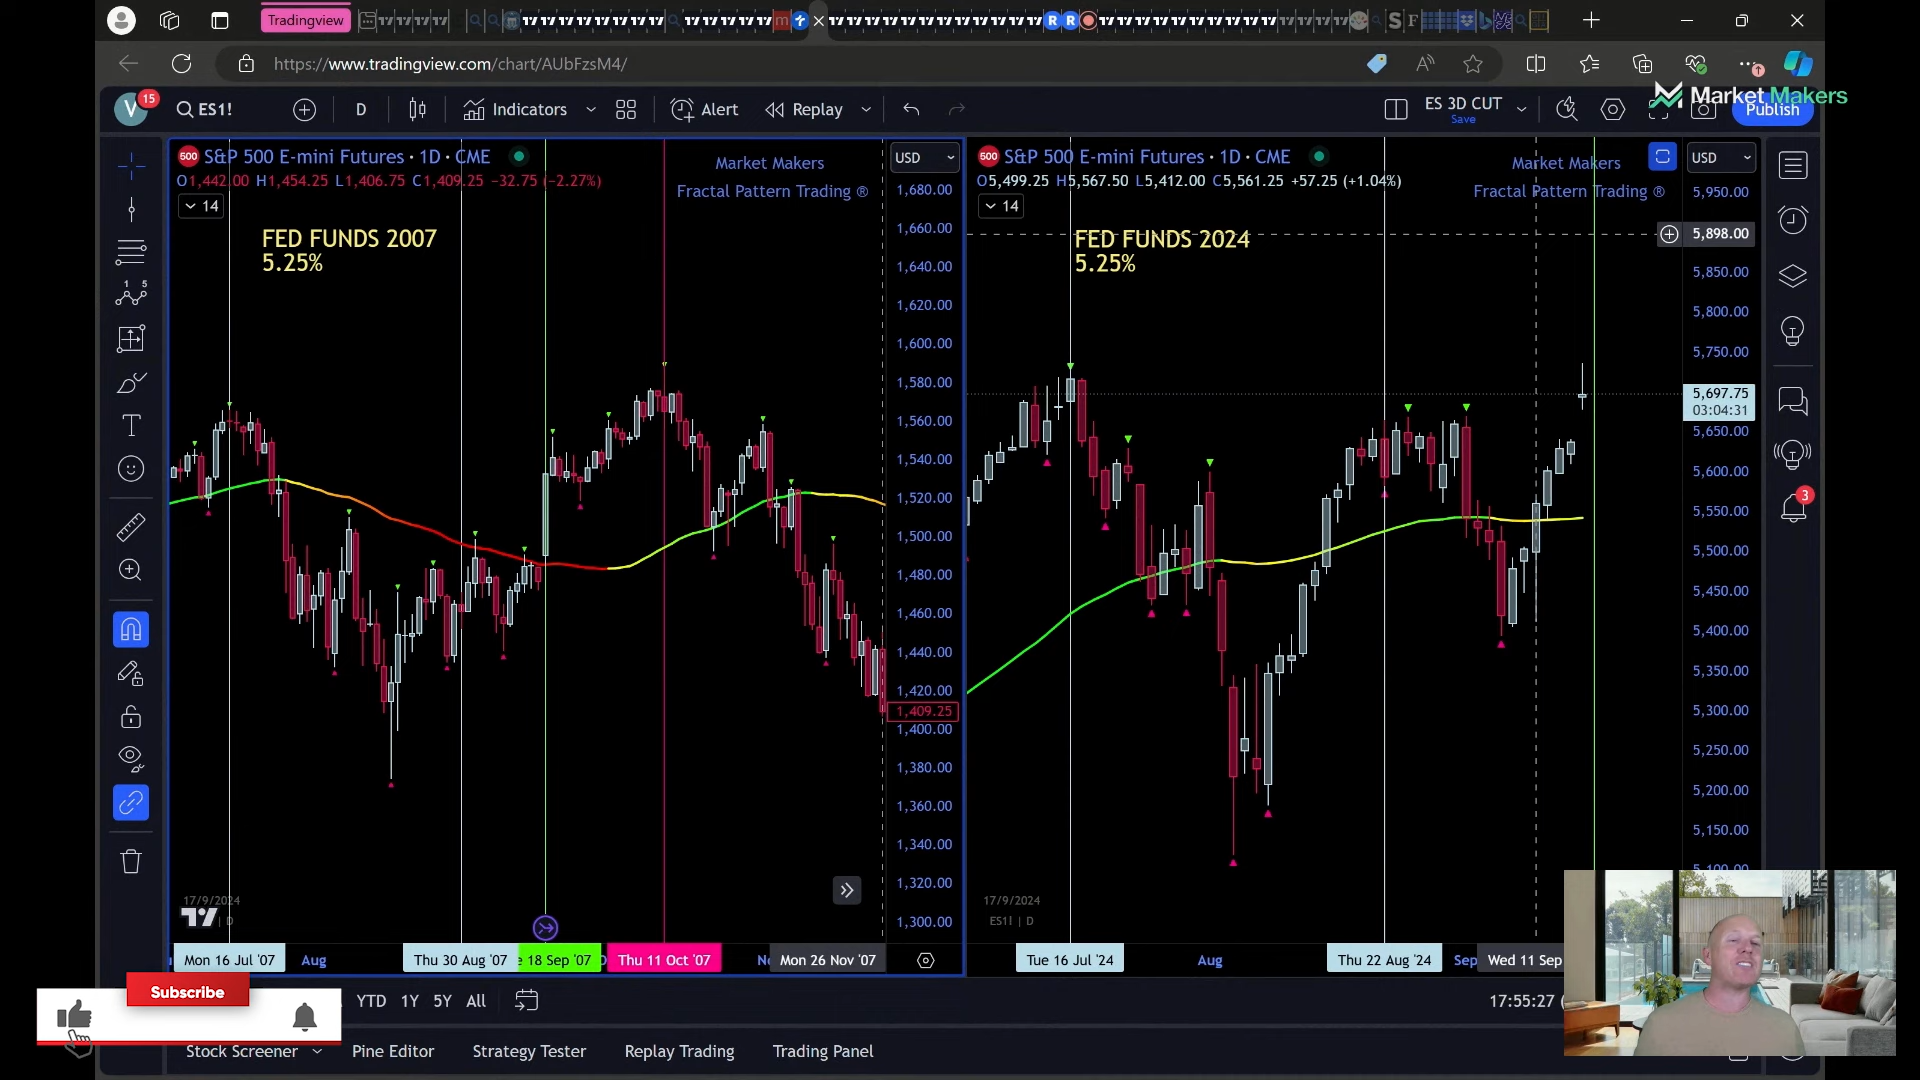 Tradingview
https://www.tradingview.com/chart/AUbFzsM4/
Market Makers
V
15
ES1!
D
Indicators
Alert
Replay
ES 3D CUT
Save
Publish
500 S&P 500 E-mini Futures · 1D · CME
O1,442.00 H1,454.25 L1,406.75 C1,409.25 −32.75 (−2.27%)
14
Market Makers
Fractal Pattern Trading ®
USD
FED FUNDS 2007
5.25%
1,680.00
1,660.00
1,640.00
1,620.00
1,600.00
1,580.00
1,560.00
1,540.00
1,520.00
1,500.00
1,480.00
1,460.00
1,440.00
1,420.00
1,409.25
1,400.00
1,380.00
1,360.00
1,340.00
1,320.00
1,300.00
17/9/2024
D
Mon 16 Jul '07
Aug
Thu 30 Aug '07
18 Sep '07
Thu 11 Oct '07
Mon 26 Nov '07
500 S&P 500 E-mini Futures · 1D · CME
O5,499.25 H5,567.50 L5,412.00 C5,561.25 +57.25 (+1.04%)
14
Market Makers
Fractal Pattern Trading ®
USD
FED FUNDS 2024
5.25%
5,950.00
5,898.00
5,850.00
5,800.00
5,750.00
5,697.75
03:04:31
5,650.00
5,600.00
5,550.00
5,500.00
5,450.00
5,400.00
5,350.00
5,300.00
5,250.00
5,200.00
5,150.00
5,100.00
17/9/2024
ES1! | D
Tue 16 Jul '24
Aug
Thu 22 Aug '24
Sep
Wed 11 Sep
3
Subscribe
YTD 1Y 5Y All
17:55:27
Stock Screener
Pine Editor
Strategy Tester
Replay Trading
Trading Panel